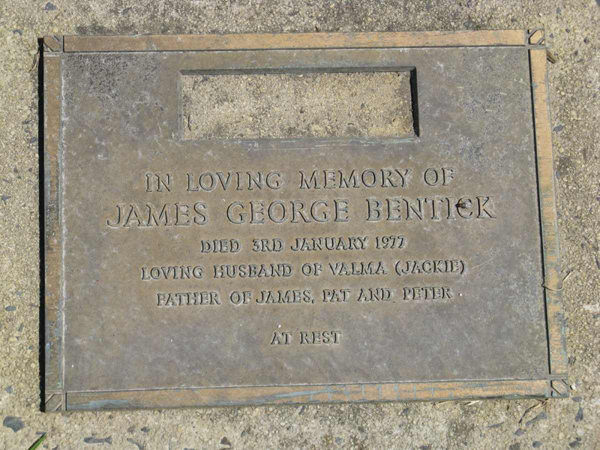 IN LOVING MEMORY OF
JAMES GEORGE BENTICK
DIED 3RD JANUARY 1977
LOVING HUSBAND OF VALMA (JACKIE)
FATHER OF JAMES, PAT AND PETER
AT REST